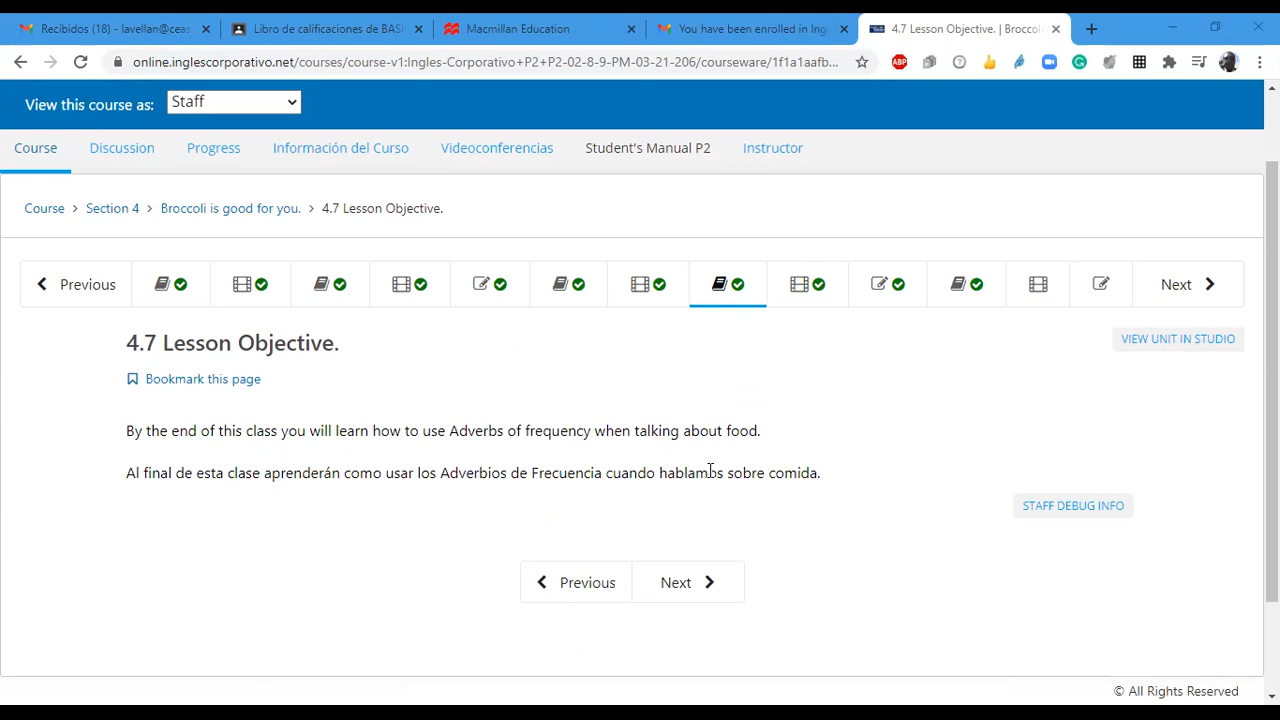 Recibidos (18) - lavellan@ceas
Libro de calificaciones de BASI
Macmillan Education
You have been enrolled in Ing
4.7 Lesson Objective. | Broccol
online.inglescorporativo.net/courses/course-v1:Ingles-Corporativo+P2+P2-02-8-9-PM-03-21-206/courseware/1f1a1aafb...
View this course as: Staff
Course Discussion Progress Información del Curso Videoconferencias Student's Manual P2 Instructor
Course > Section 4 > Broccoli is good for you. > 4.7 Lesson Objective.
Previous Next
4.7 Lesson Objective.
VIEW UNIT IN STUDIO
Bookmark this page
By the end of this class you will learn how to use Adverbs of frequency when talking about food.
Al final de esta clase aprenderán como usar los Adverbios de Frecuencia cuando hablamos sobre comida.
STAFF DEBUG INFO
Previous Next
© All Rights Reserved